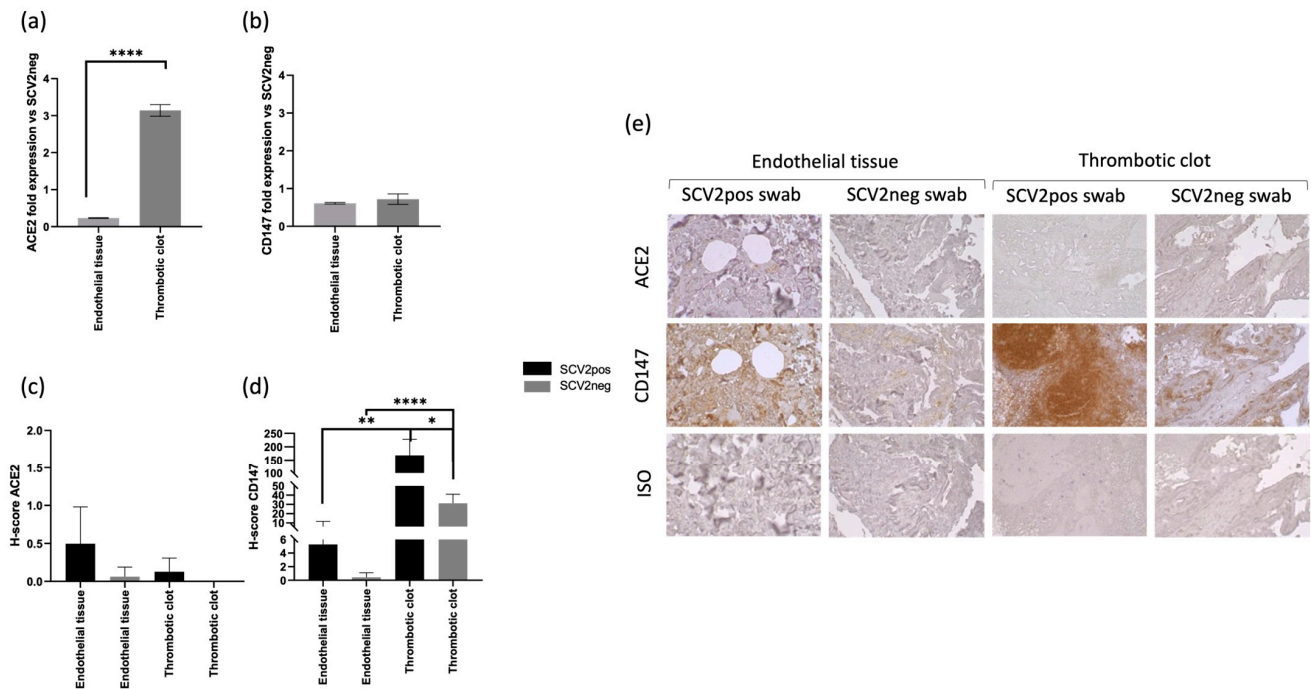 (a)
ACE2 fold expression vs SCV2neg
4
3
2
1
0
****
Endothelial tissue
Thrombotic clot
(b)
CD147 fold expression vs SCV2neg
4
3
2
1
0
Endothelial tissue
Thrombotic clot
(c)
H-score ACE2
2.0
1.5
1.0
0.5
0.0
Endothelial tissue
Endothelial tissue
Thrombotic clot
Thrombotic clot
(d)
H-score CD147
250
200
150
100
50
40
30
20
10
6
4
2
0
**
****
*
Endothelial tissue
Endothelial tissue
Thrombotic clot
Thrombotic clot
SCV2pos
SCV2neg
(e)
Endothelial tissue
Thrombotic clot
SCV2pos swab
SCV2neg swab
SCV2pos swab
SCV2neg swab
ACE2
CD147
ISO